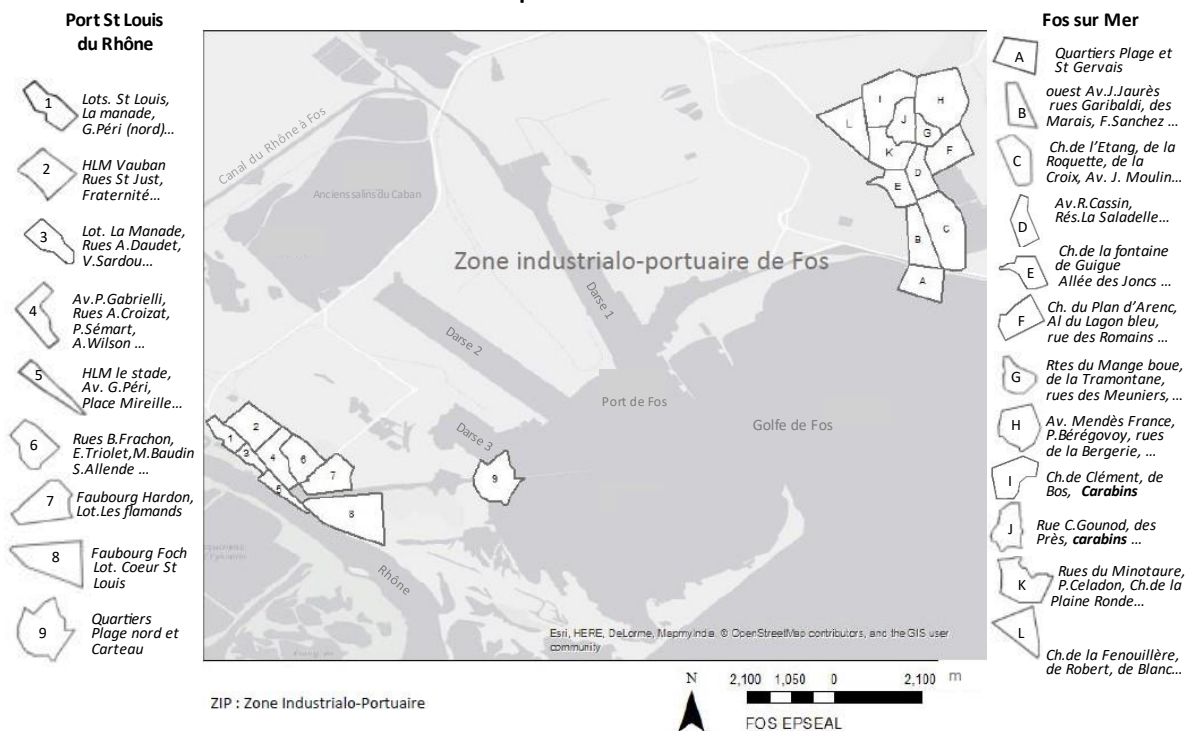 Port St Louis
du Rhône
1
Lots. St Louis,
La manade,
G.Péri (nord)...
2
HLM Vauban
Rues St Just,
Fraternité...
3
Lot. La Manade,
Rues A.Daudet,
V.Sardou...
4
Av.P.Gabrielli,
Rues A.Croizat,
P.Sémart,
A.Wilson ...
5
HLM le stade,
Av. G.Péri,
Place Mireille...
6
Rues B.Frachon,
E.Triolet,M.Baudin
S.Allende ...
7
Faubourg Hardon,
Lot.Les flamands
8
Faubourg Foch
Lot. Coeur St
Louis
9
Quartiers
Plage nord et
Carteau
Canal du Rhône à Fos
Anciens salins du Caban
Zone industrialo-portuaire de Fos
Darse 1
Darse 2
Darse 3
Port de Fos
Golfe de Fos
Rhône
1
2
3
4
5
6
7
8
9
I
H
J
L
G
K
F
D
E
C
B
A
Esri, HERE, DeLorme, MapmyIndia, © OpenStreetMap contributors, and the GIS user
community
ZIP : Zone Industrialo-Portuaire
N
2,100 1,050 0 2,100 m
FOS EPSEAL
Fos sur Mer
A
Quartiers Plage et
St Gervais
B
ouest Av.J.Jaurès
rues Garibaldi, des
Marais, F.Sanchez ...
C
Ch.de l'Etang, de la
Roquette, de la
Croix, Av. J. Moulin...
D
Av.R.Cassin,
Rés.La Saladelle...
E
Ch.de la fontaine
de Guigue
Allée des Joncs ...
F
Ch. du Plan d'Arenc,
Al du Lagon bleu,
rue des Romains ...
G
Rtes du Mange boue,
de la Tramontane,
rues des Meuniers, ...
H
Av. Mendès France,
P.Bérégovoy, rues
de la Bergerie, ...
I
Ch.de Clément, de
Bos, Carabins
J
Rue C.Gounod, des
Près, carabins ...
K
Rues du Minotaure,
P.Celadon, Ch.de la
Plaine Ronde...
L
Ch.de la Fenouillère,
de Robert, de Blanc...